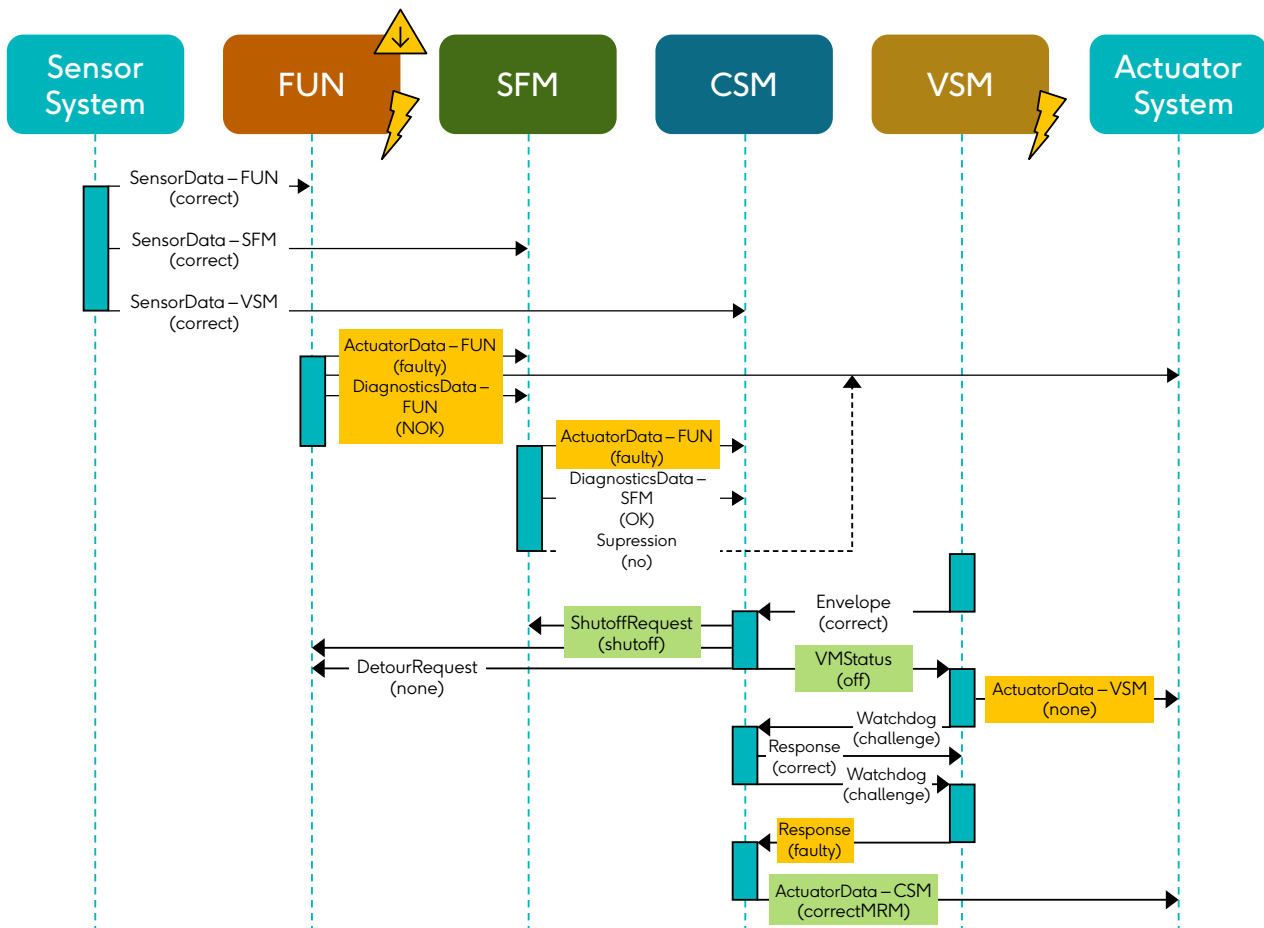 Sensor
System
FUN
SFM
CSM
VSM
Actuator
System
SensorData – FUN
(correct)
SensorData – SFM
(correct)
SensorData – VSM
(correct)
ActuatorData – FUN
(faulty)
DiagnosticsData –
FUN
(NOK)
ActuatorData – FUN
(faulty)
DiagnosticsData –
SFM
(OK)
Supression
(no)
Envelope
(correct)
ShutoffRequest
(shutoff)
DetourRequest
(none)
VMStatus
(off)
ActuatorData – VSM
(none)
Watchdog
(challenge)
Response
(correct)
Watchdog
(challenge)
Response
(faulty)
ActuatorData – CSM
(correctMRM)